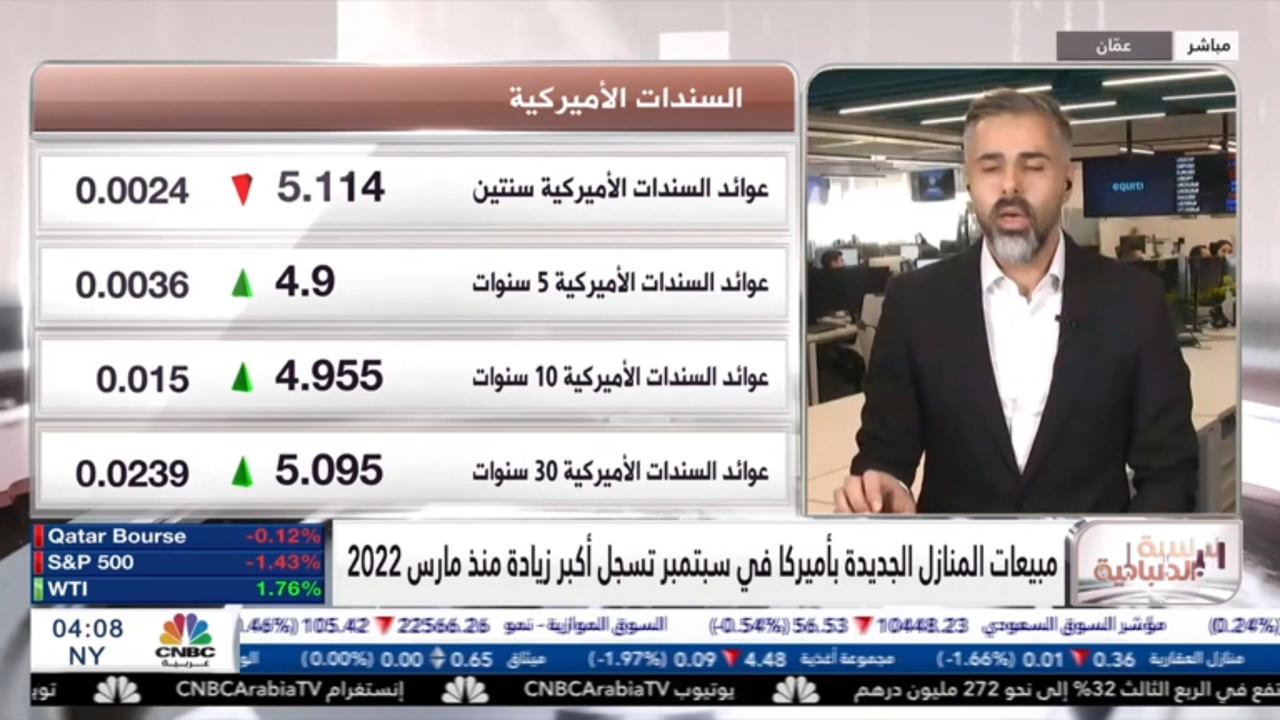 مباشر
عمّان
السندات الأميركية
عوائد السندات الأميركية سنتين 5.114 ▼ 0.0024
عوائد السندات الأميركية 5 سنوات 4.9 ▲ 0.0036
عوائد السندات الأميركية 10 سنوات 4.955 ▲ 0.015
عوائد السندات الأميركية 30 سنوات 5.095 ▲ 0.0239
equiti
مبيعات المنازل الجديدة بأميركا في سبتمبر تسجل أكبر زيادة منذ مارس 2022
Qatar Bourse -0.12%
S&P 500 -1.43%
WTI 1.76%
04:08
NY
CNBC
عربية
(0.24%) مؤشر السوق السعودي 10448.23 ▼ 56.53 (-0.54%) السوق الموازية - نمو 22566.26 ▼ 105.42
منازل العقارية 0.36 ▼ 0.01 (-1.66%) مجموعة أغذية 4.48 ▼ 0.09 (-1.97%) ميثاق 0.65 0.00 (0.00%)
في الربع الثالث 32% إلى نحو 272 مليون درهم يوتيوب CNBCArabiaTV إنستغرام CNBCArabiaTV